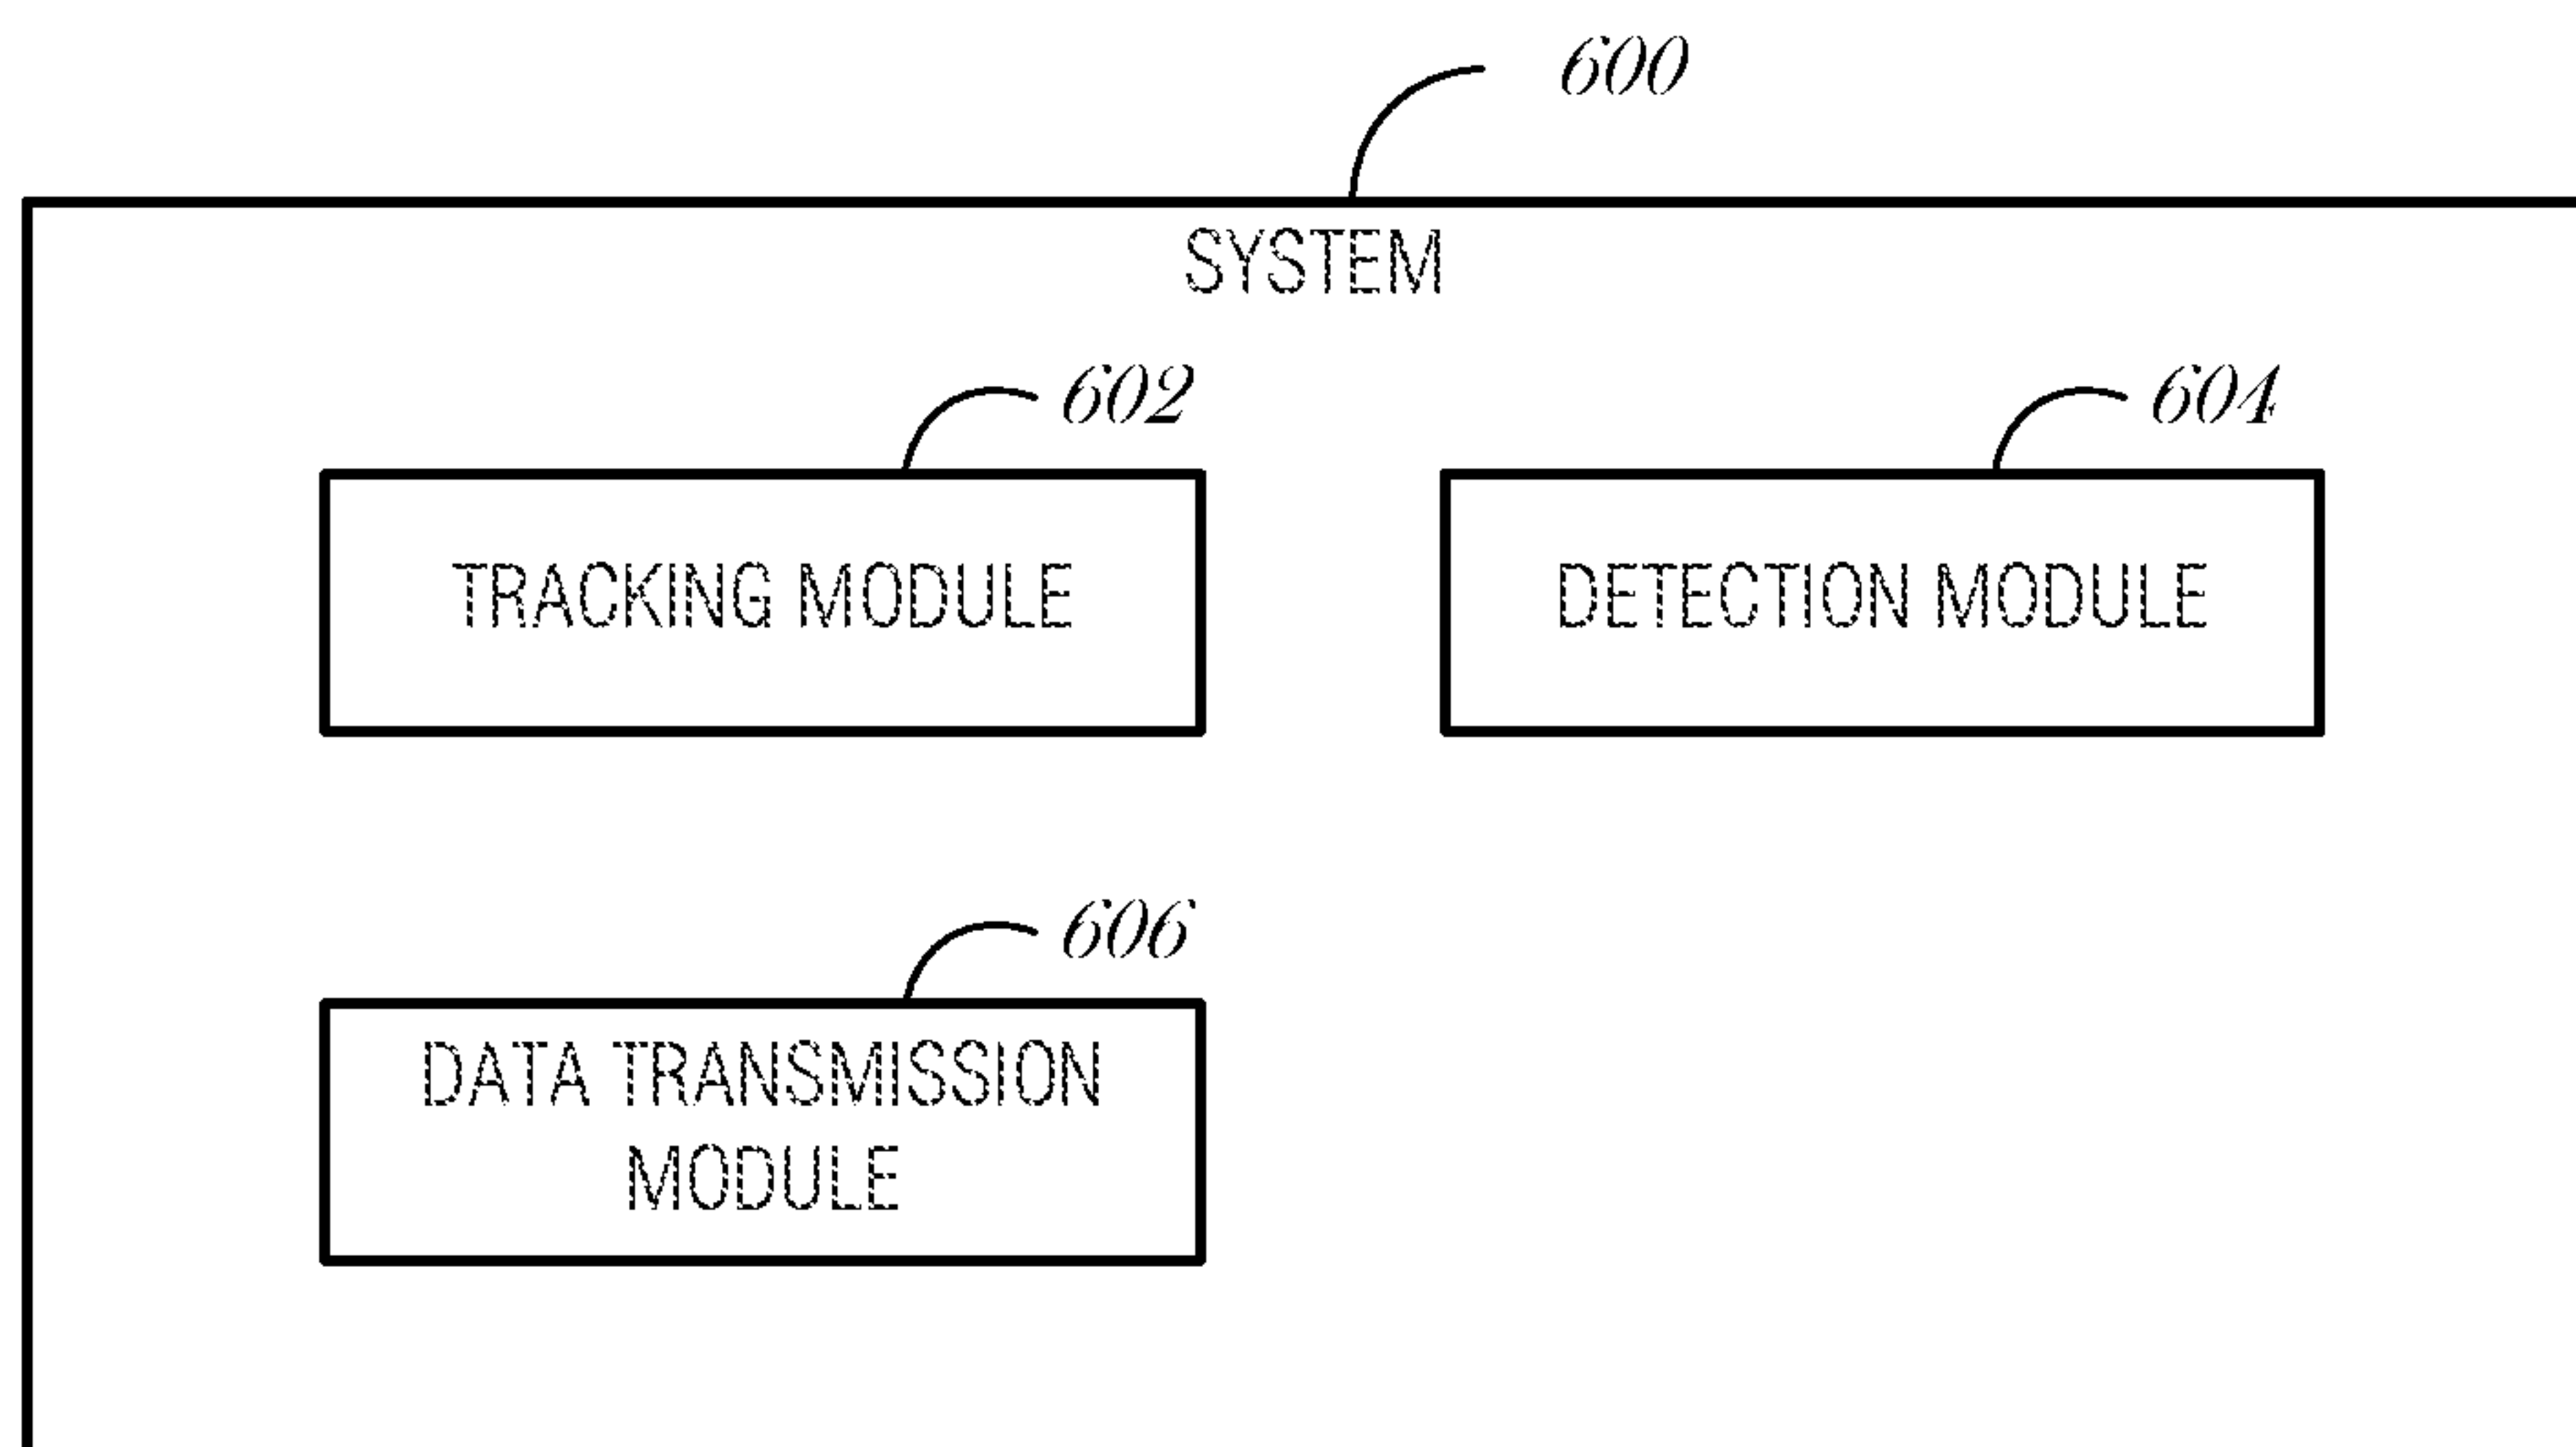 600
SYSTEM
602
604
TRACKING MODULE
DETECTION MODULE
606
DATA TRANSMISSION
MODULE